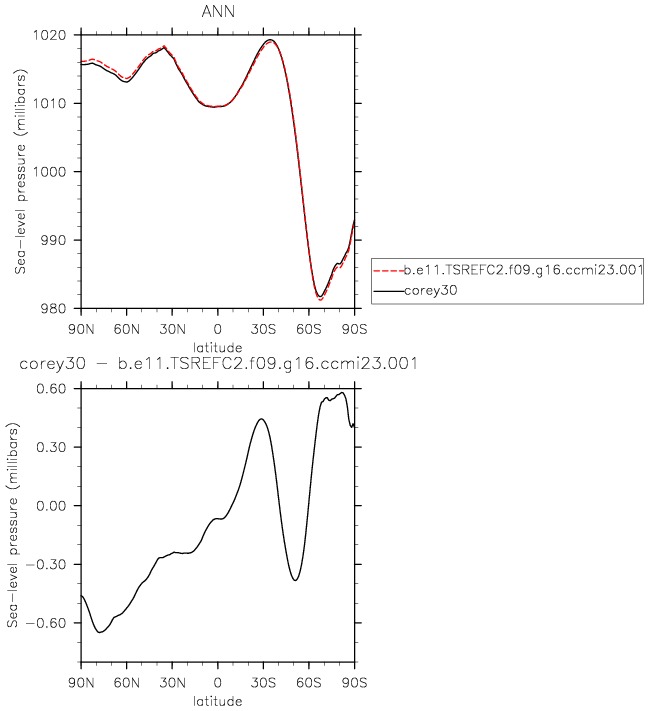 ANN
1020
1010
1000
990
980
Sea-level pressure (millibars)
90N 60N 30N 0 30S 60S 90S
latitude
b.e11.TSREFC2.f09.g16.ccmi23.001
corey30
corey30 - b.e11.TSREFC2.f09.g16.ccmi23.001
0.60
0.30
0.00
-0.30
-0.60
Sea-level pressure (millibars)
90N 60N 30N 0 30S 60S 90S
latitude